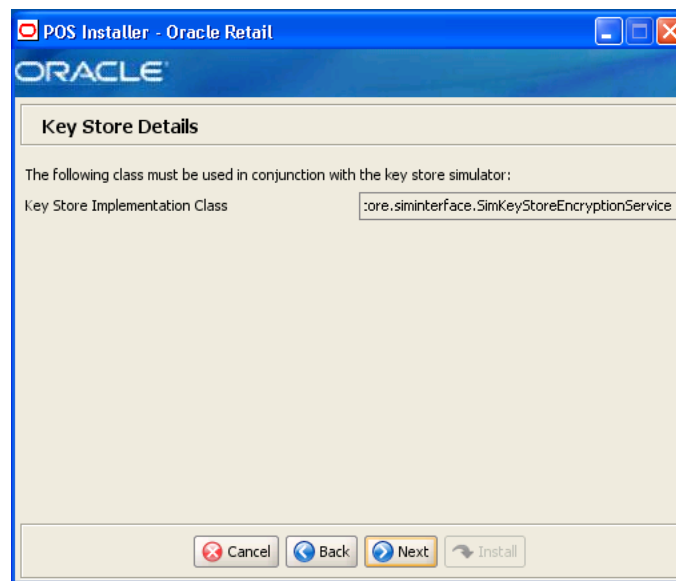 POS Installer - Oracle Retail
ORACLE
Key Store Details
The following class must be used in conjunction with the key store simulator:
Key Store Implementation Class :ore.siminterface.SimKeyStoreEncryptionService
Cancel Back Next Install